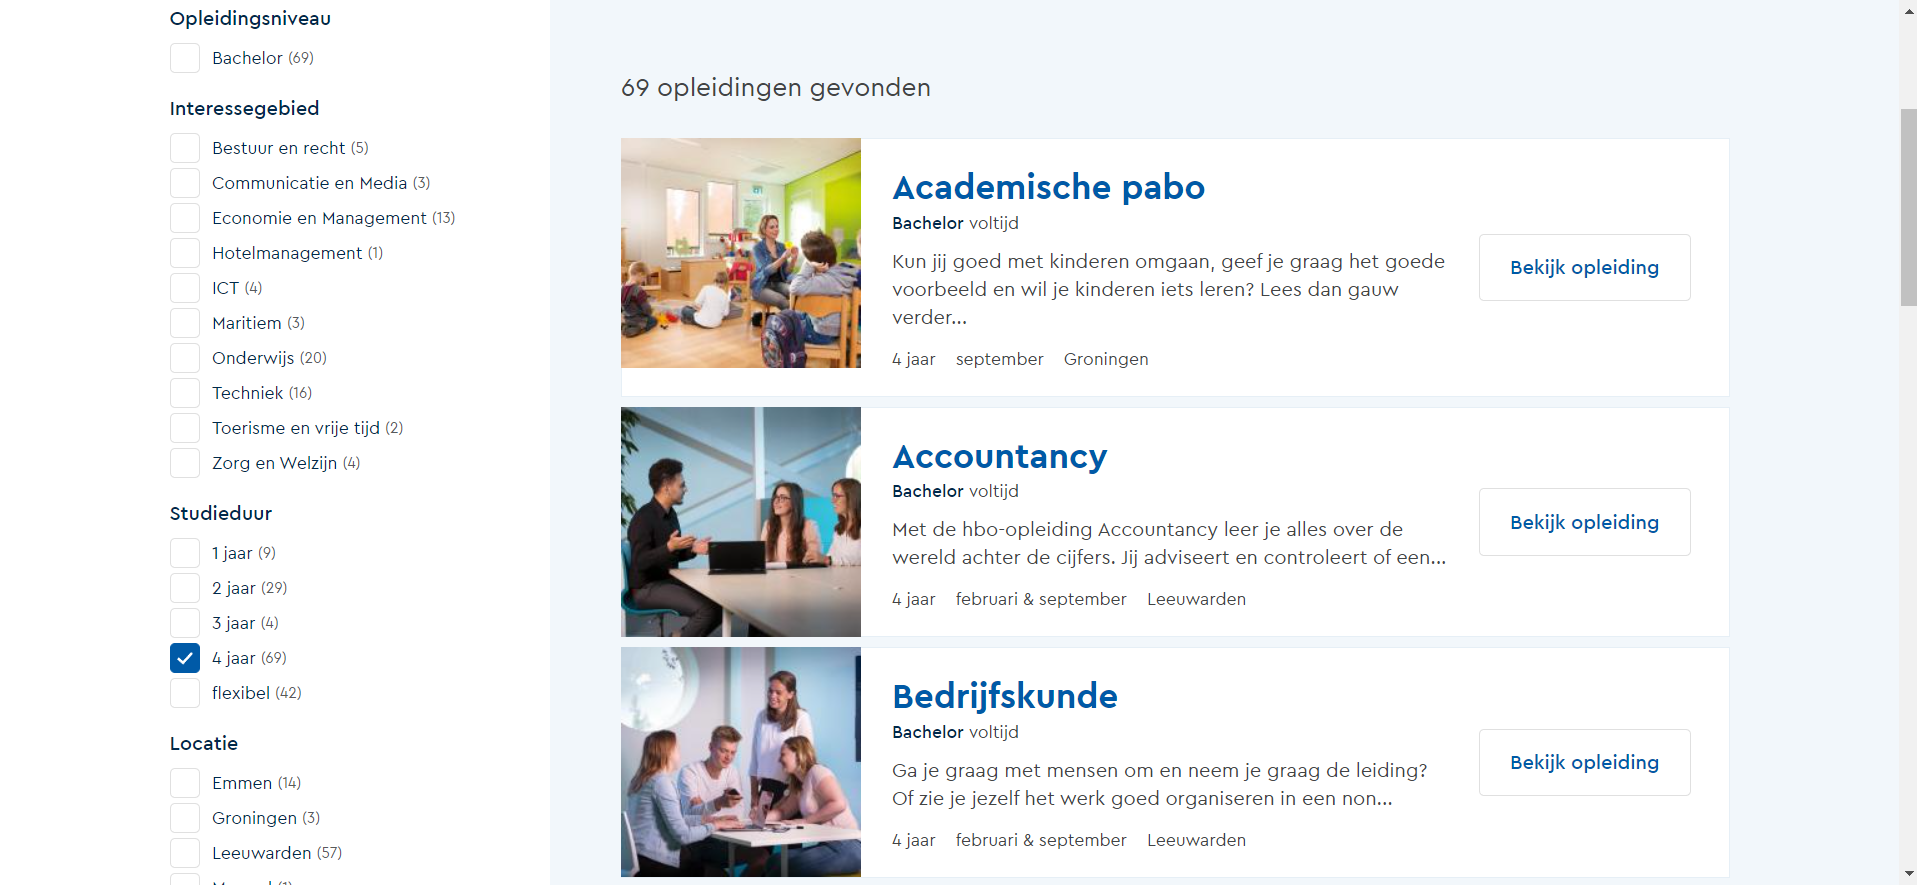 Opleidingsniveau
Bachelor (69)
Interessegebied
Bestuur en recht (5)
Communicatie en Media (3)
Economie en Management (13)
Hotelmanagement (1)
ICT (4)
Maritiem (3)
Onderwijs (20)
Techniek (16)
Toerisme en vrije tijd (2)
Zorg en Welzijn (4)
Studieduur
1 jaar (9)
2 jaar (29)
3 jaar (4)
4 jaar (69)
flexibel (42)
Locatie
Emmen (14)
Groningen (3)
Leeuwarden (57)
69 opleidingen gevonden
Academische pabo
Bachelor voltijd
Kun jij goed met kinderen omgaan, geef je graag het goede
voorbeeld en wil je kinderen iets leren? Lees dan gauw
verder...
4 jaar september Groningen
Bekijk opleiding
Accountancy
Bachelor voltijd
Met de hbo-opleiding Accountancy leer je alles over de
wereld achter de cijfers. Jij adviseert en controleert of een...
4 jaar februari & september Leeuwarden
Bekijk opleiding
Bedrijfskunde
Bachelor voltijd
Ga je graag met mensen om en neem je graag de leiding?
Of zie je jezelf het werk goed organiseren in een non...
4 jaar februari & september Leeuwarden
Bekijk opleiding